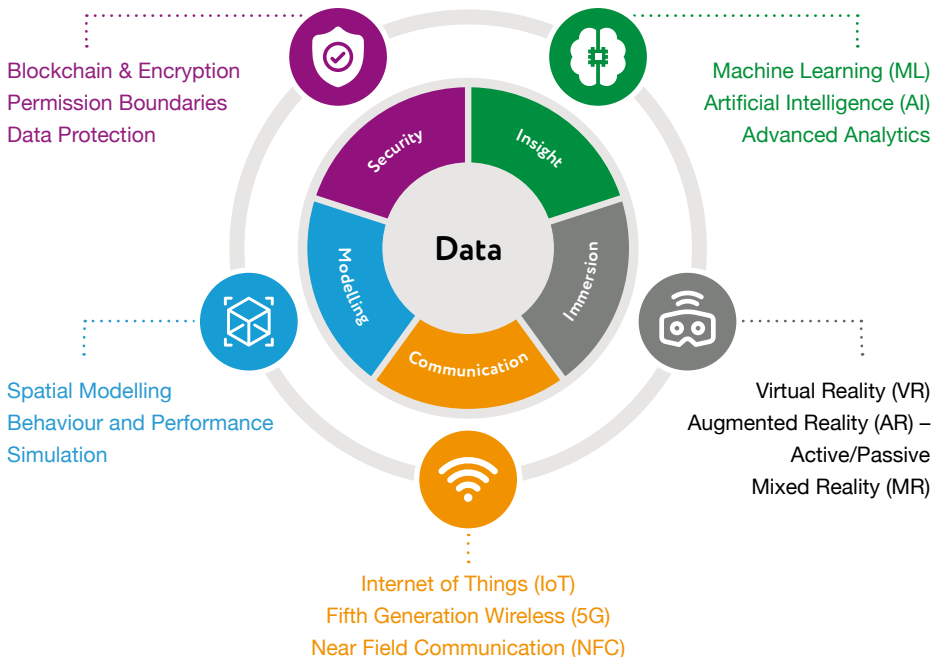 Blockchain & Encryption
Permission Boundaries
Data Protection
Machine Learning (ML)
Artificial Intelligence (AI)
Advanced Analytics
Security
Insight
Data
Modelling
Immersion
Communication
Spatial Modelling
Behaviour and Performance
Simulation
Virtual Reality (VR)
Augmented Reality (AR) –
Active/Passive
Mixed Reality (MR)
Internet of Things (IoT)
Fifth Generation Wireless (5G)
Near Field Communication (NFC)